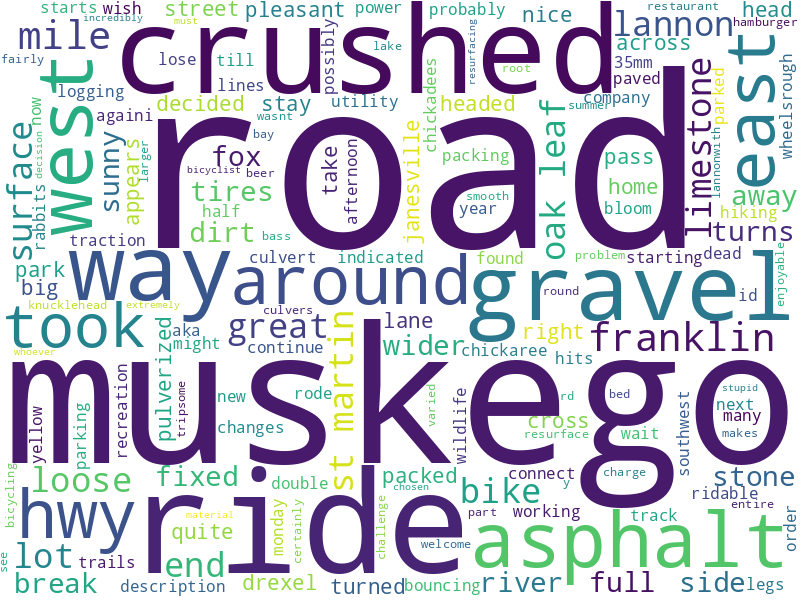 incredibly
starts wish street pleasant power probably nice restaurant head
must
hamburger
mile crushed lannon
fairly lose till possibly across 35mm
logging lines paved
west decided stay utility resurfacing headed root company east
how againi wasnt chickadees lake summer parked wheelsrough
surface sunny fox road janesville oak leaf pass limestone
decision appears larger bicyclist beer take afternoon packing home lannonwith away
rabbits tires half smooth year bloom hiking
dirt bass turns
traction culvert indicated found starting dead
park big way around gravel problem id enjoyable
knucklehead extremely culvers round
took pulverized aka great lane right franklin
might continue wider chickaree hits
whoever
muskego
yellow recreation tripsome new rode st martin varied rd bed stupid
parking changes cross wait next many
resurface makes
bicycling loose fixed double packed wildlife connect charge southwest stone
hwy ride bike ridable
material monday certainly challenge chosen part y working track entire
quite welcome asphalt order
see lot trails end
break description drexel turned bouncing river full side legs